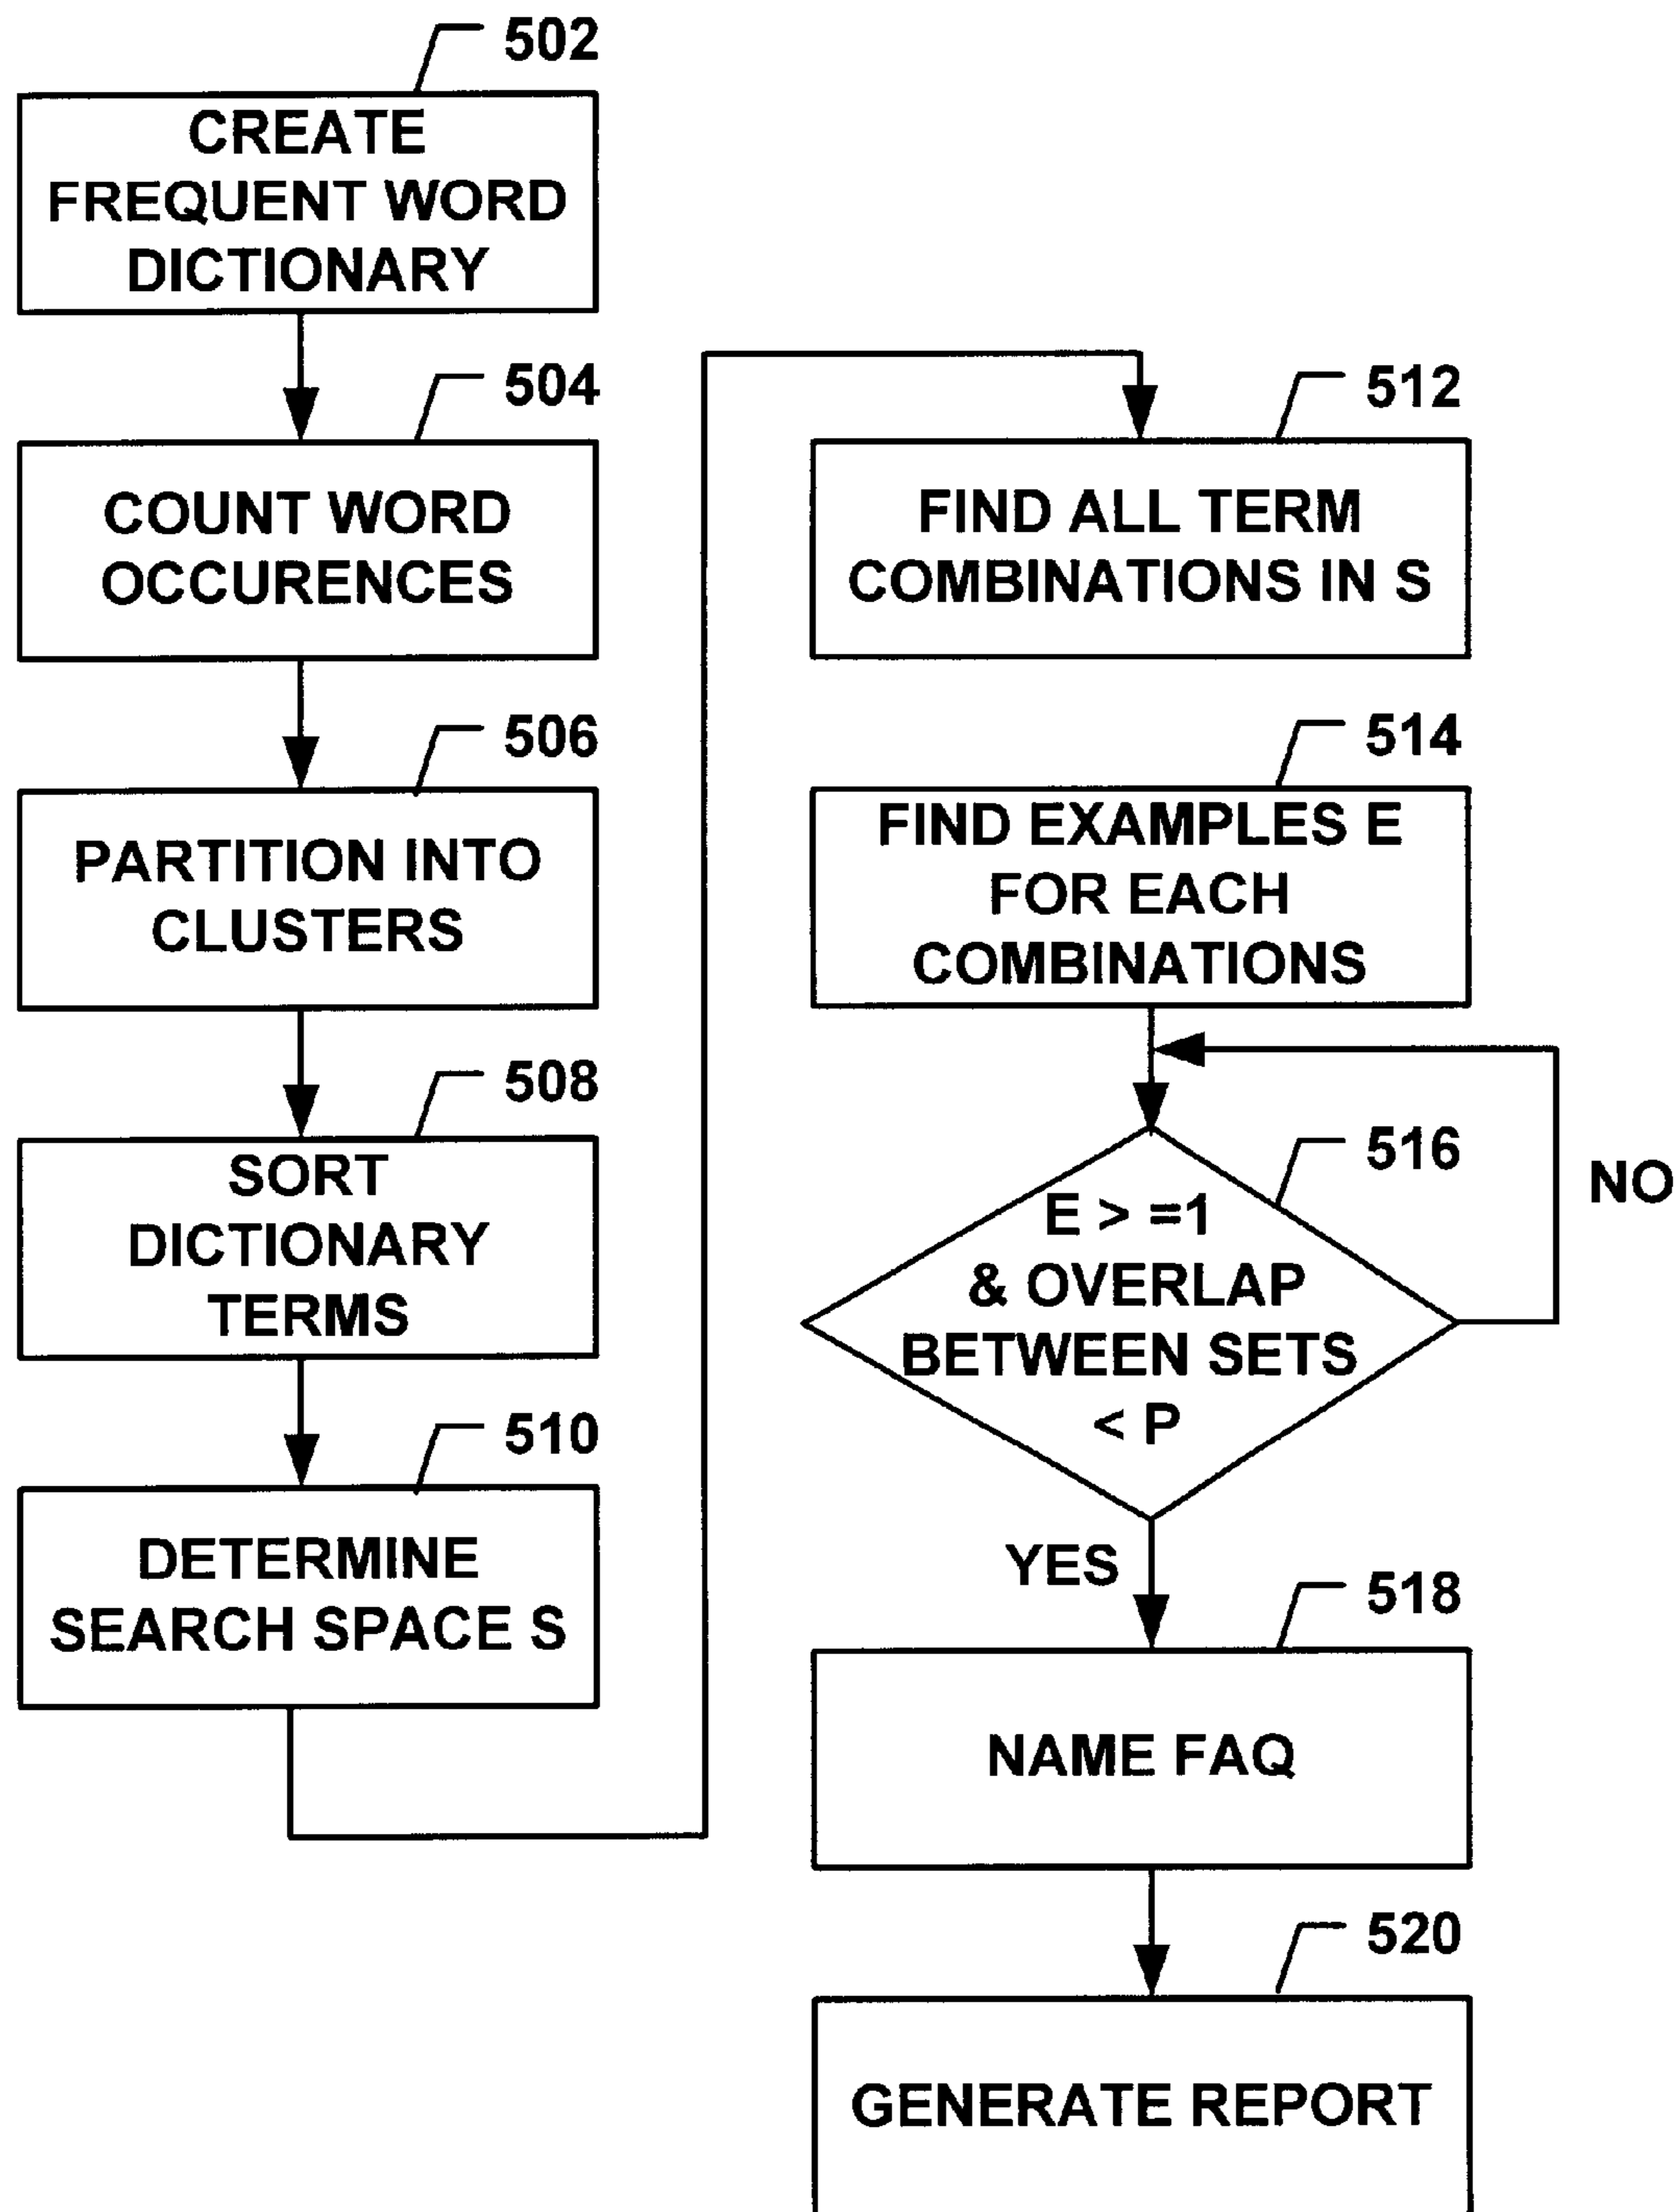 502
CREATE
FREQUENT WORD
DICTIONARY
504
COUNT WORD
OCCURENCES
506
PARTITION INTO
CLUSTERS
508
SORT
DICTIONARY
TERMS
510
DETERMINE
SEARCH SPACE S
512
FIND ALL TERM
COMBINATIONS IN S
514
FIND EXAMPLES E
FOR EACH
COMBINATIONS
516
NO
E > =1
& OVERLAP
BETWEEN SETS
< P
YES
518
NAME FAQ
520
GENERATE REPORT